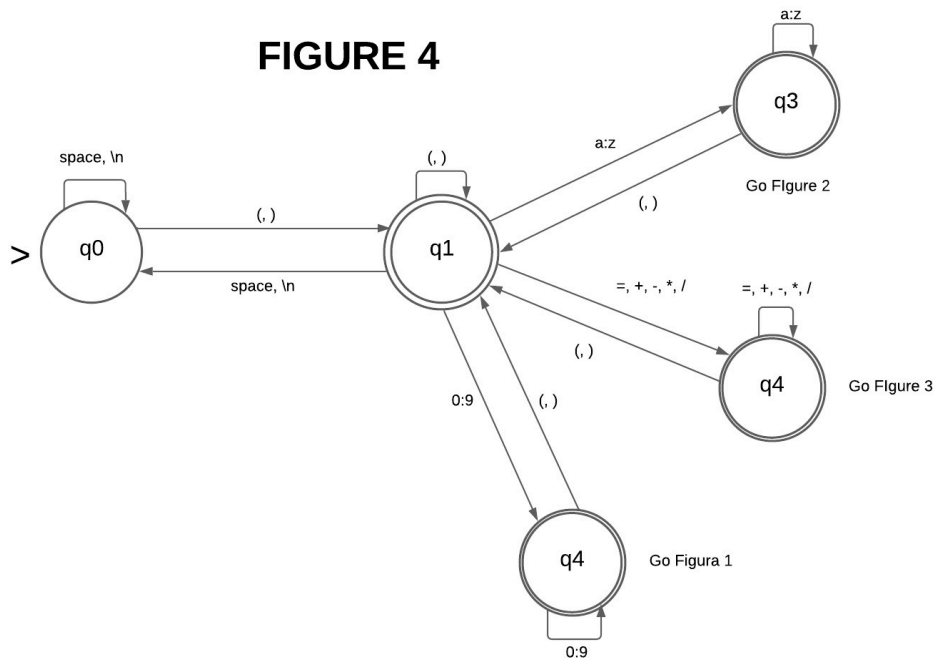 FIGURE 4
a:z
q3
Go FIgure 2
space, \n
q0
>
(, )
space, \n
(, )
q1
a:z
(, )
=, +, -, *, /
(, )
=, +, -, *, /
q4
Go FIgure 3
0:9
(, )
q4
Go Figura 1
0:9